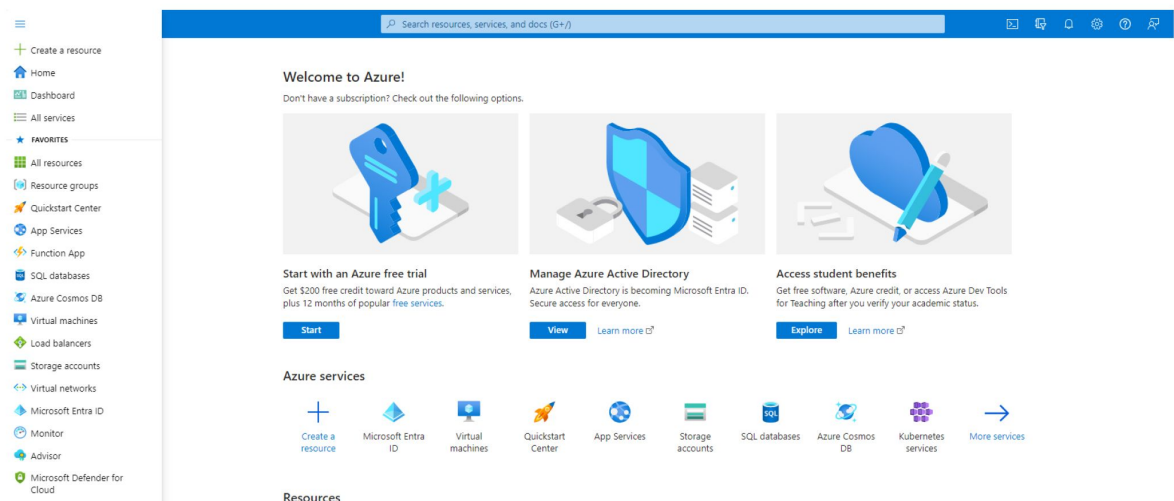 Search resources, services, and docs (G+/)
Create a resource
Home
Dashboard
All services
FAVORITES
All resources
Resource groups
Quickstart Center
App Services
Function App
SQL databases
Azure Cosmos DB
Virtual machines
Load balancers
Storage accounts
Virtual networks
Microsoft Entra ID
Monitor
Advisor
Microsoft Defender for
Cloud
Welcome to Azure!
Don't have a subscription? Check out the following options.
Start with an Azure free trial
Get $200 free credit toward Azure products and services,
plus 12 months of popular free services.
Start
Manage Azure Active Directory
Azure Active Directory is becoming Microsoft Entra ID.
Secure access for everyone.
View
Learn more
Access student benefits
Get free software, Azure credit, or access Azure Dev Tools
for Teaching after you verify your academic status.
Explore
Learn more
Azure services
Create a
resource
Microsoft Entra
ID
Virtual
machines
Quickstart
Center
App Services
Storage
accounts
SQL
SQL databases
Azure Cosmos
DB
Kubernetes
services
More services
Resources